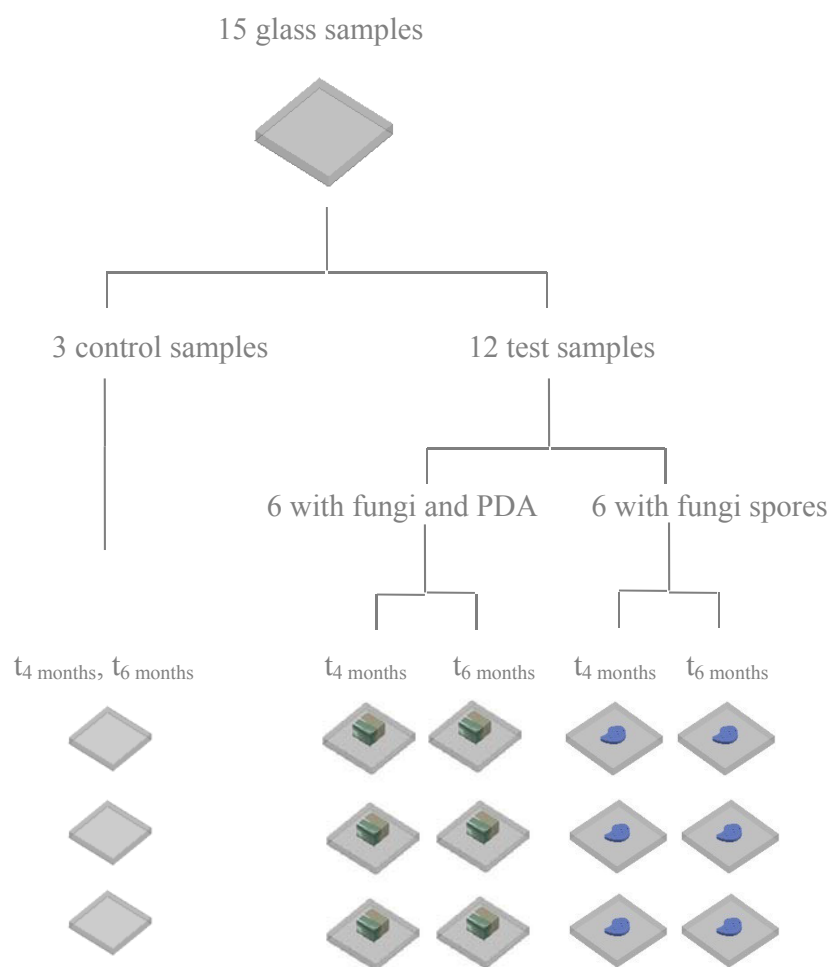 15 glass samples
3 control samples
12 test samples
6 with fungi and PDA
6 with fungi spores
t4 months, t6 months
t4 months
t6 months
t4 months
t6 months